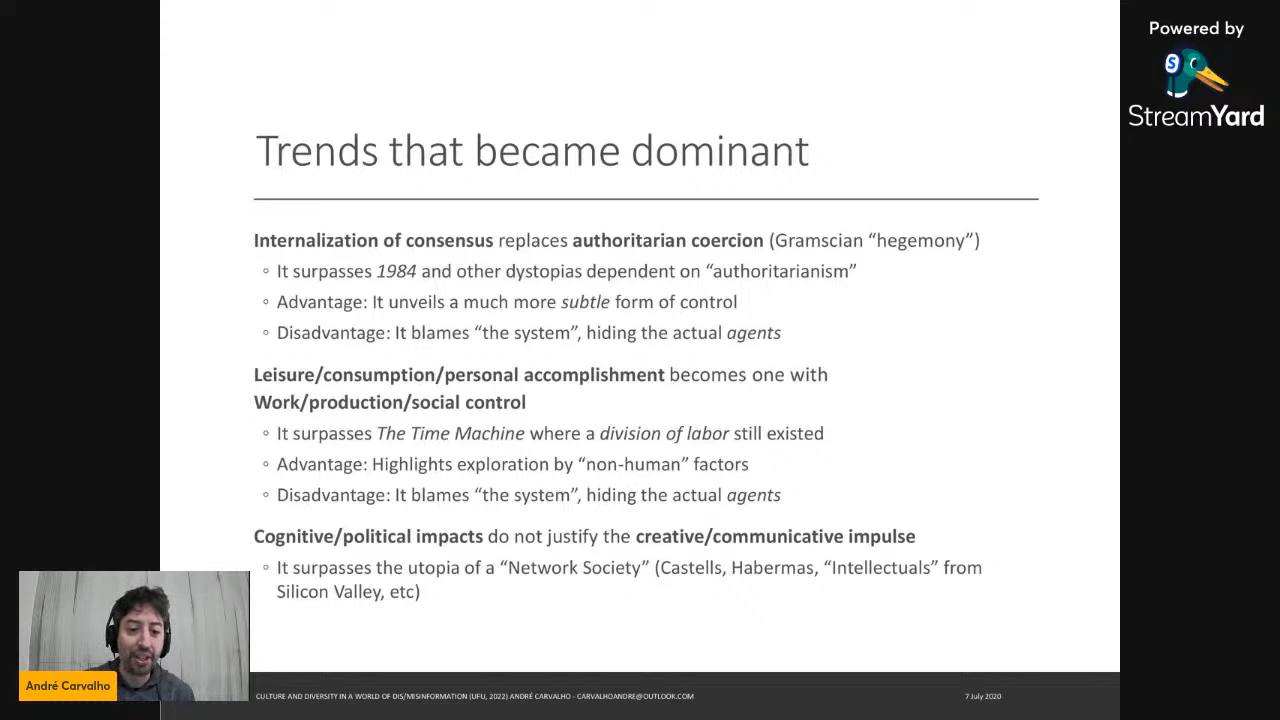 Powered by
StreamYard
Trends that became dominant
Internalization of consensus replaces authoritarian coercion (Gramscian “hegemony”)
◦ It surpasses 1984 and other dystopias dependent on “authoritarianism”
◦ Advantage: It unveils a much more subtle form of control
◦ Disadvantage: It blames “the system”, hiding the actual agents
Leisure/consumption/personal accomplishment becomes one with
Work/production/social control
◦ It surpasses The Time Machine where a division of labor still existed
◦ Advantage: Highlights exploration by “non-human” factors
◦ Disadvantage: It blames “the system”, hiding the actual agents
Cognitive/political impacts do not justify the creative/communicative impulse
◦ It surpasses the utopia of a “Network Society” (Castells, Habermas, “Intellectuals” from
Silicon Valley, etc)
André Carvalho
CULTURE AND DIVERSITY IN A WORLD OF DIS/MISINFORMATION (UFU, 2022) ANDRÉ CARVALHO - CARVALHOANDRE@OUTLOOK.COM
7 July 2020